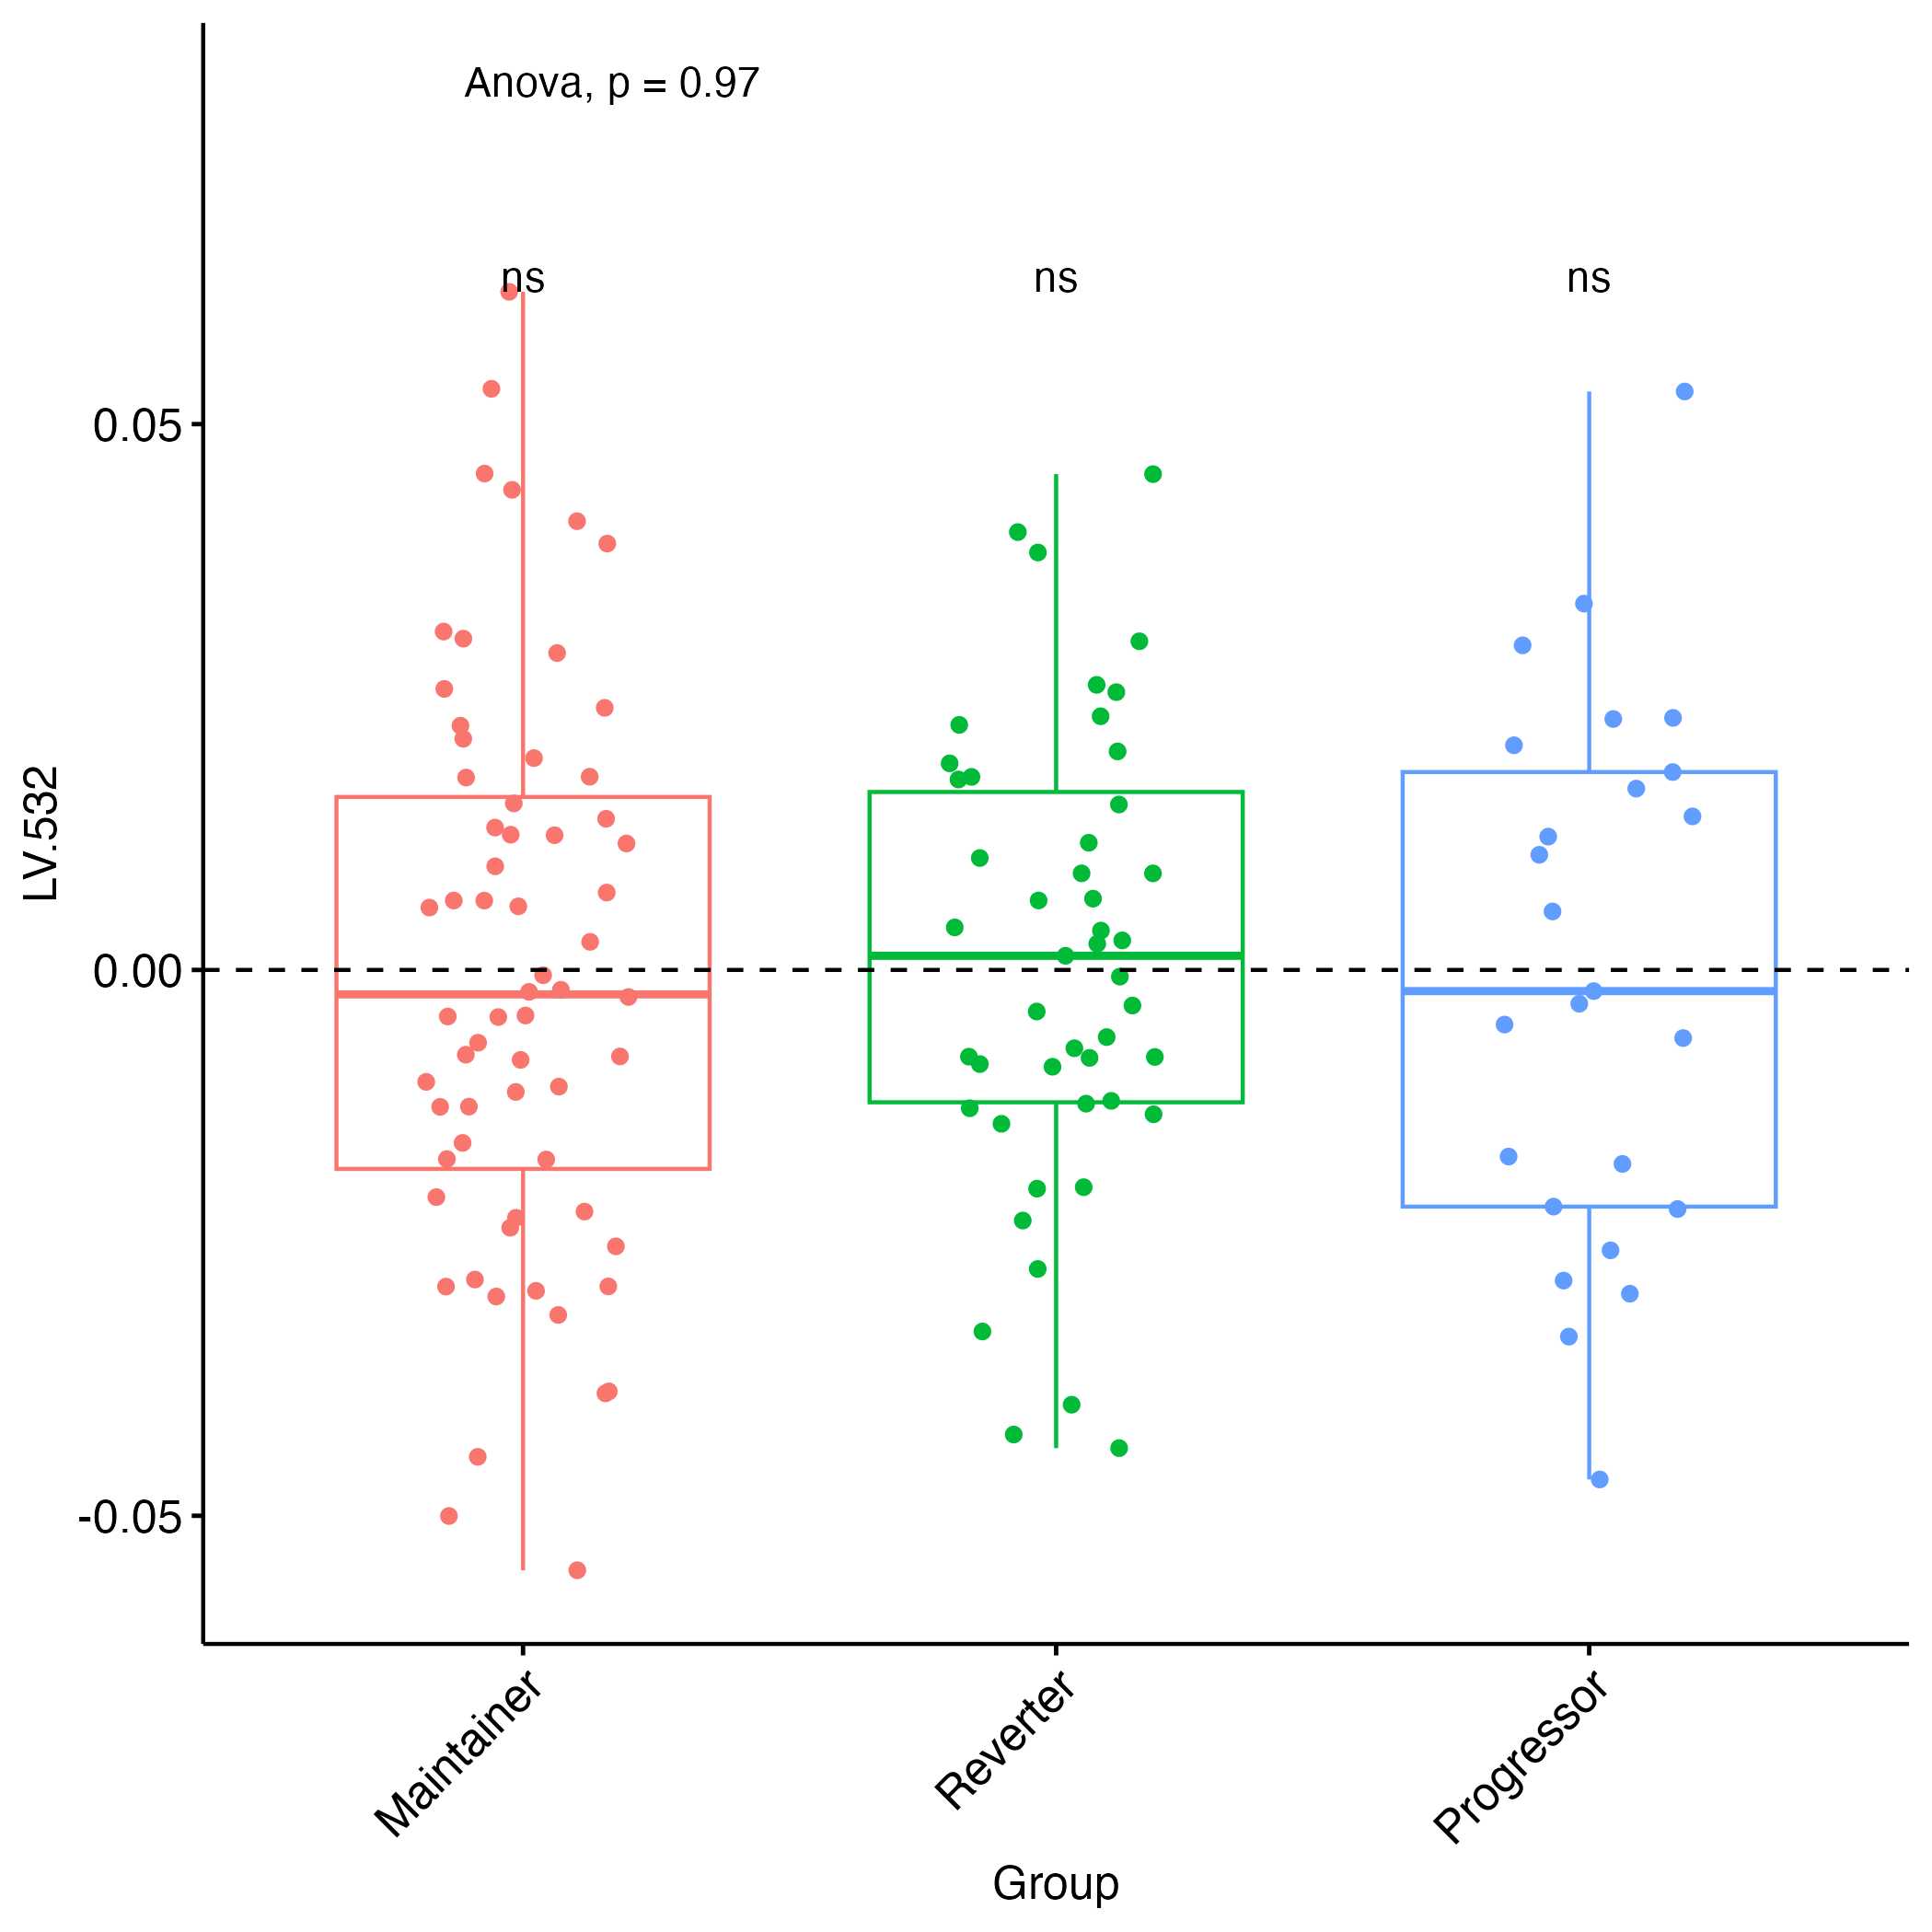 Anova, p = 0.97
ns
ns
ns
0.05
0.00
-0.05
LV.532
Maintainer
Reverter
Progressor
Group